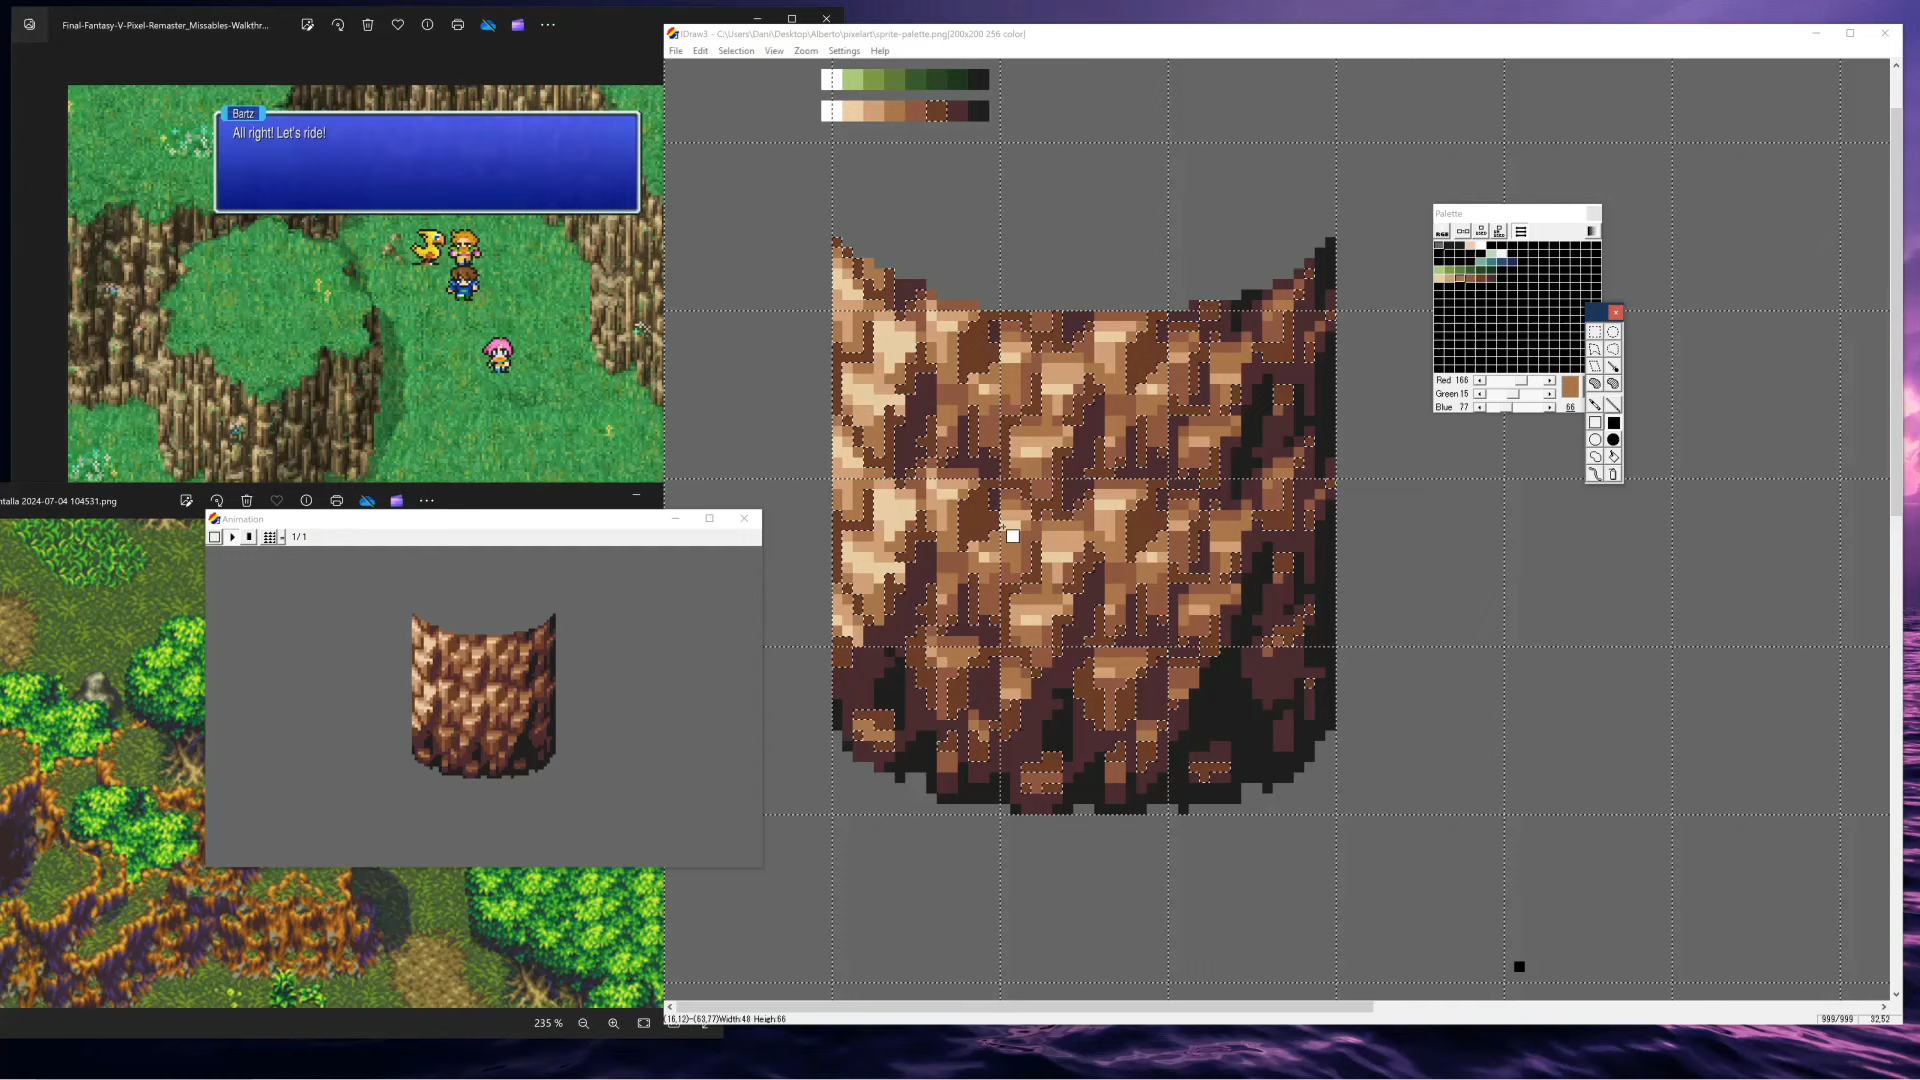 Final-Fantasy-V-Pixel-Remaster_Missables-Walkthr...
Bartz
All right! Let's ride!
ntalla 2024-07-04 104531.png
Animation
1/1
235 %
IDraw3 - C:\Users\Dani\Desktop\Alberto\pixelart\sprite-palette.png[200x200 256 color]
File Edit Selection View Zoom Settings Help
Palette
RGB
Red 166
Green 15
Blue 77
66
(16,12)-(63,77)Width:48 Heigh:66
999/999
32,52